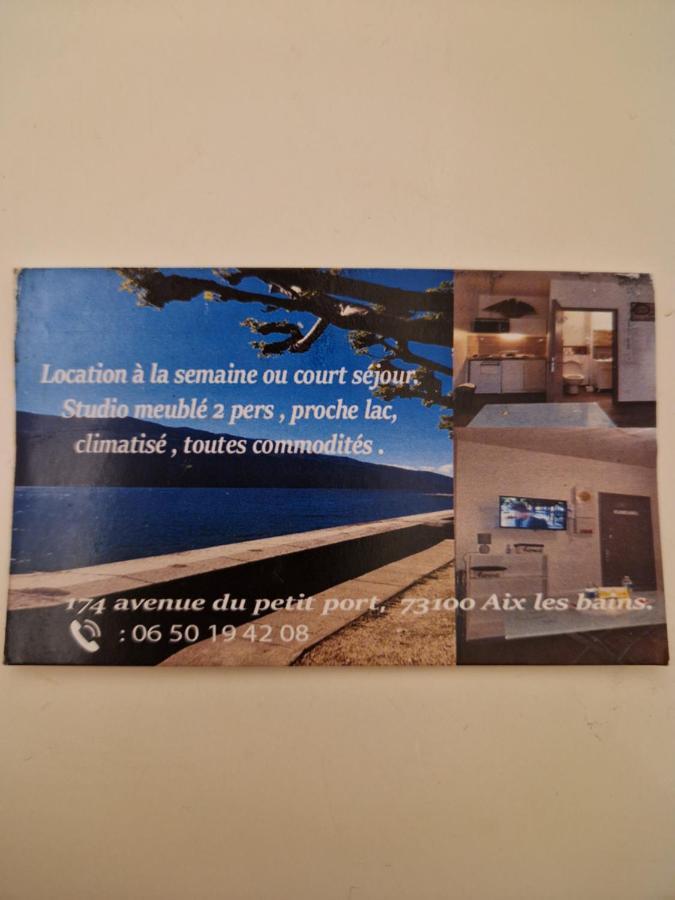 Location à la semaine ou court séjour.
Studio meublé 2 pers , proche lac,
climatisé , toutes commodités .
174 avenue du petit port, 73100 Aix les bains.
: 06 50 19 42 08